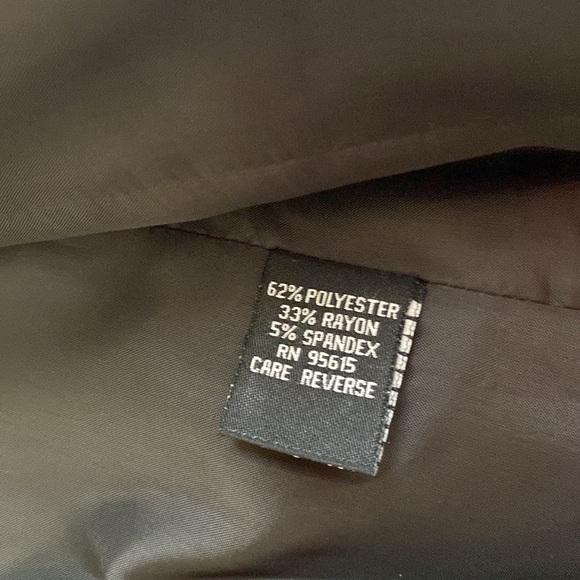 62% POLYESTER
33% RAYON
5% SPANDEX
RN 95615
CARE REVERSE